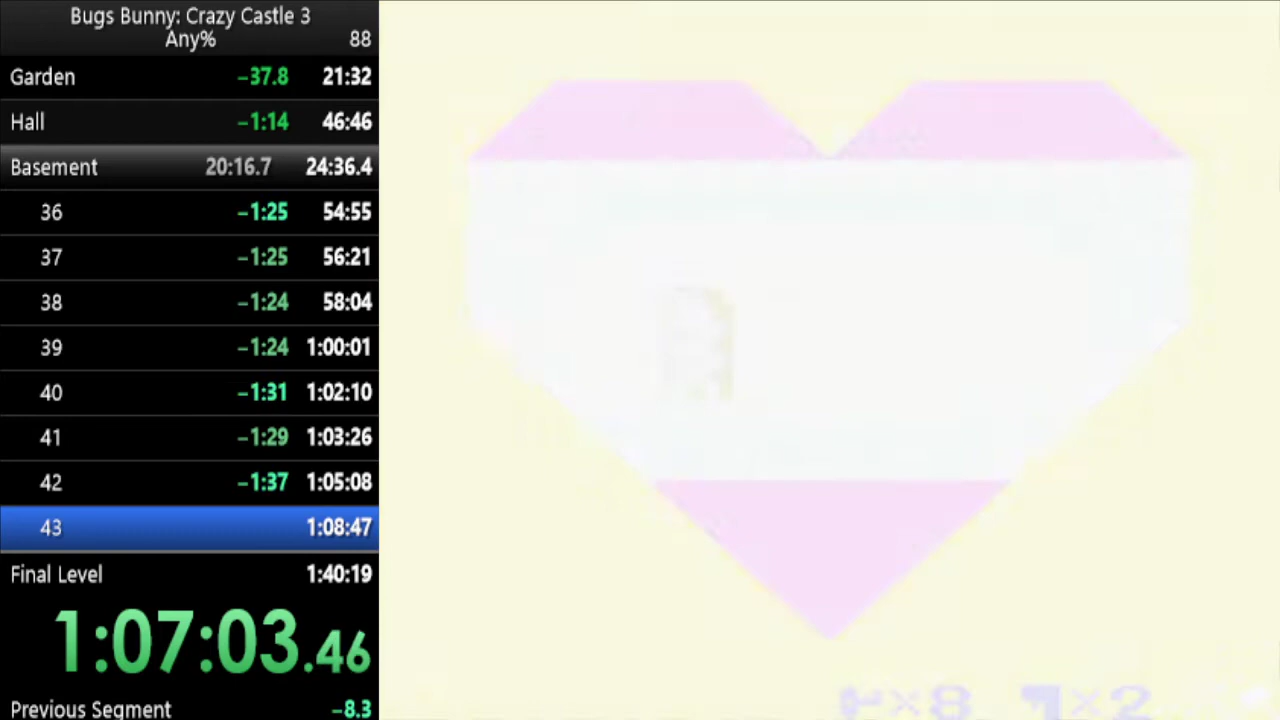 Bugs Bunny: Crazy Castle 3
Any% 88
Garden −37.8 21:32
Hall −1:14 46:46
Basement 20:16.7 24:36.4
36 −1:25 54:55
37 −1:25 56:21
38 −1:24 58:04
39 −1:24 1:00:01
40 −1:31 1:02:10
41 −1:29 1:03:26
42 −1:37 1:05:08
43 1:08:47
Final Level 1:40:19
1:07:03.46
Previous Segment −8.3
×8 ×2